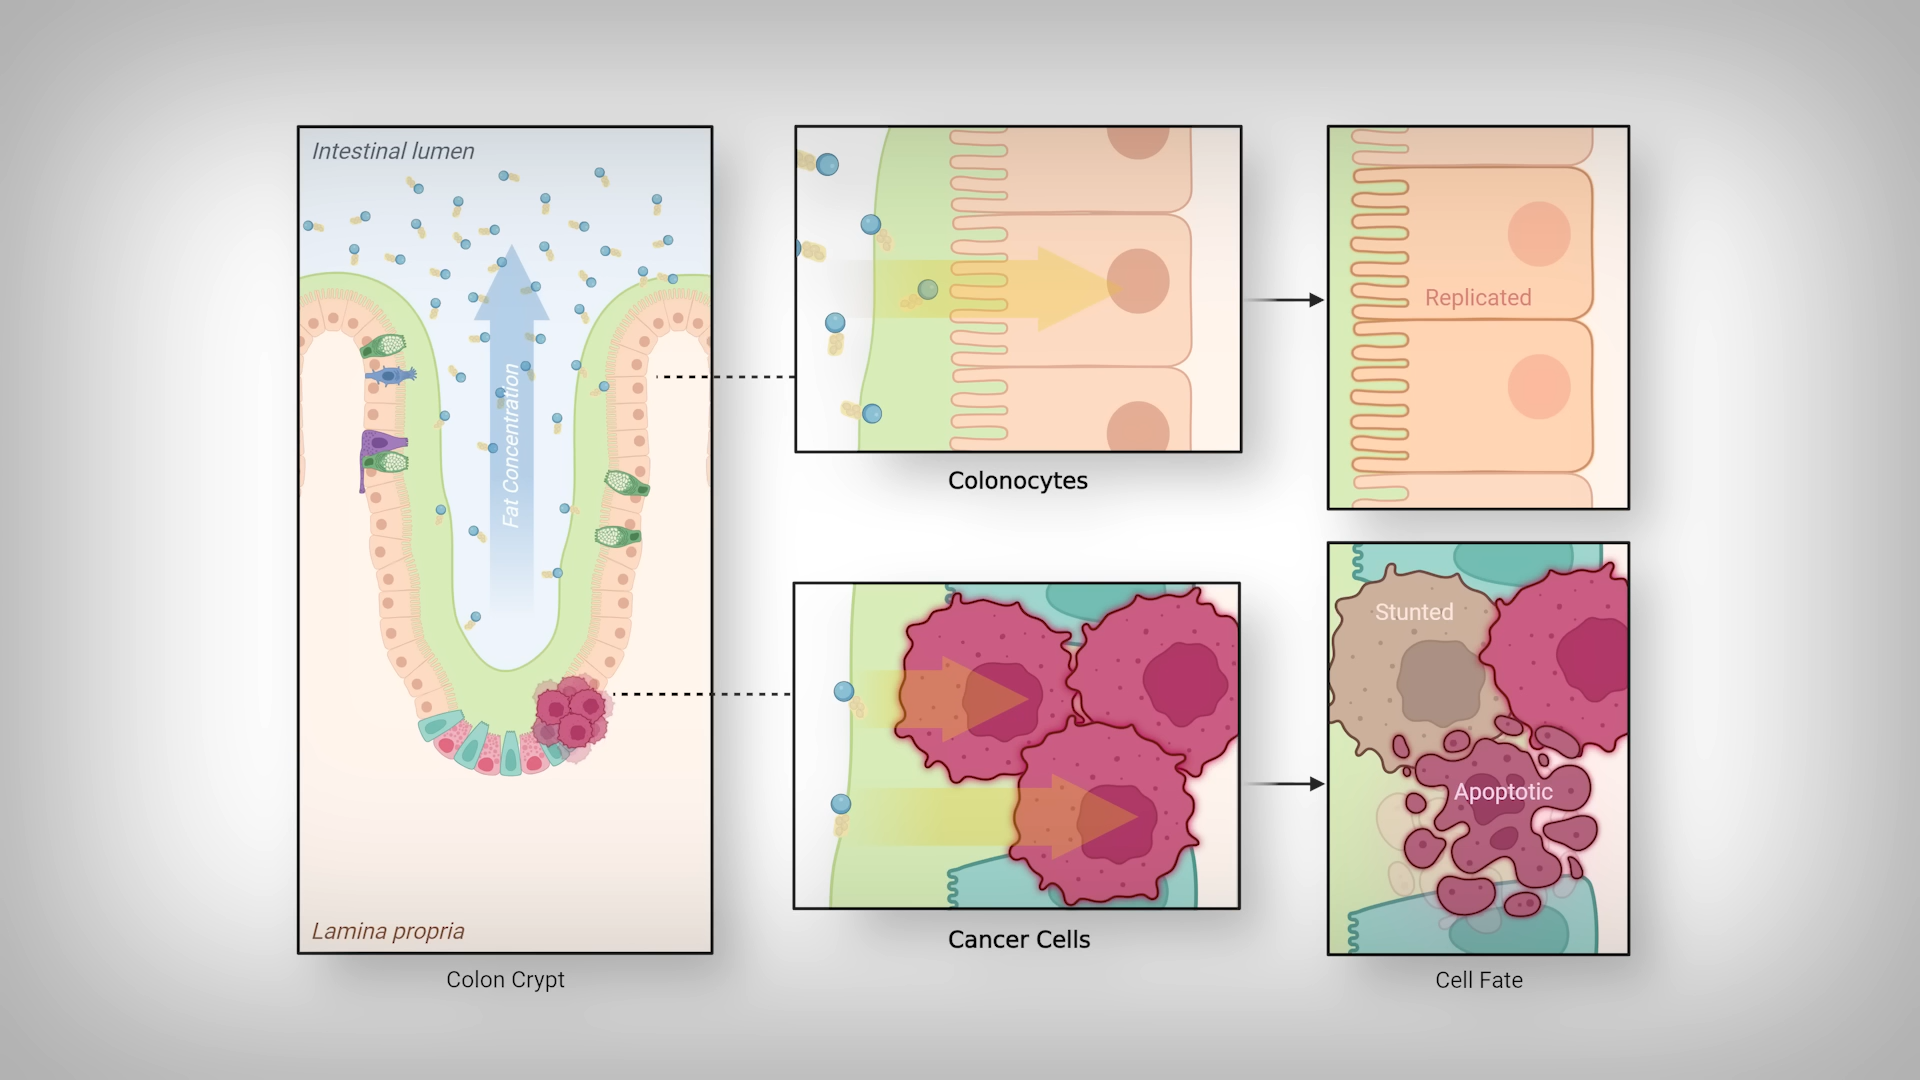 Intestinal lumen
Fat Concentration
Lamina propria
Colon Crypt
Colonocytes
Cancer Cells
Replicated
Stunted
Apoptotic
Cell Fate